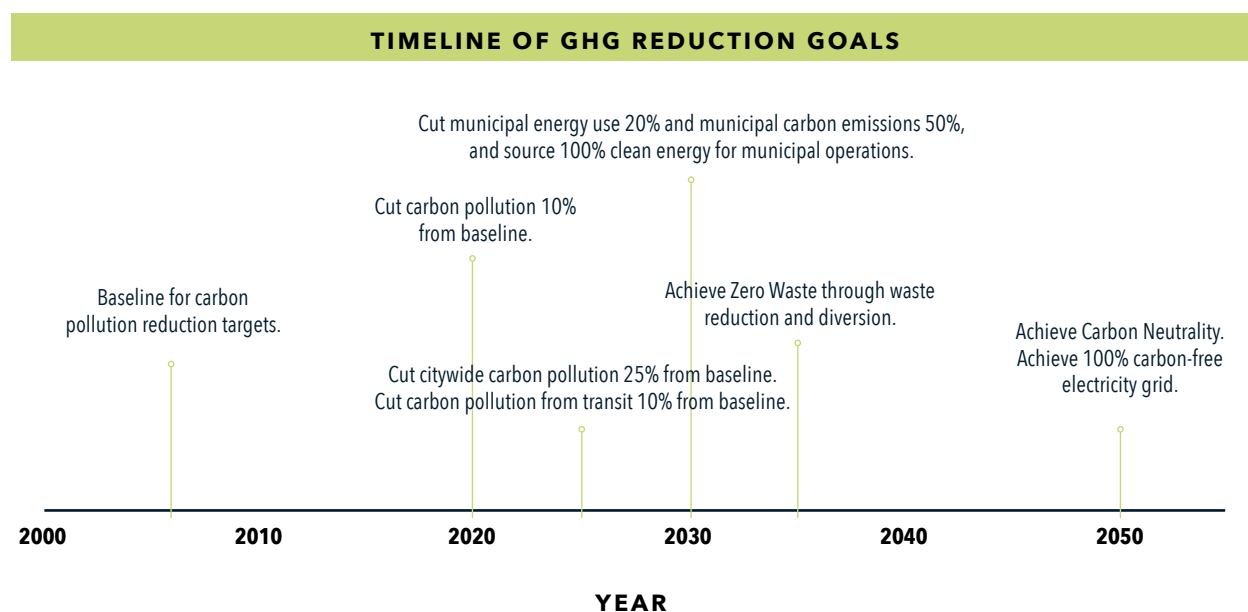 TIMELINE OF GHG REDUCTION GOALS
Cut municipal energy use 20% and municipal carbon emissions 50%,
and source 100% clean energy for municipal operations.
Cut carbon pollution 10%
from baseline.
Baseline for carbon
pollution reduction targets.
Achieve Zero Waste through waste
reduction and diversion.
Achieve Carbon Neutrality.
Achieve 100% carbon-free
electricity grid.
Cut citywide carbon pollution 25% from baseline.
Cut carbon pollution from transit 10% from baseline.
2000 2010 2020 2030 2040 2050
YEAR